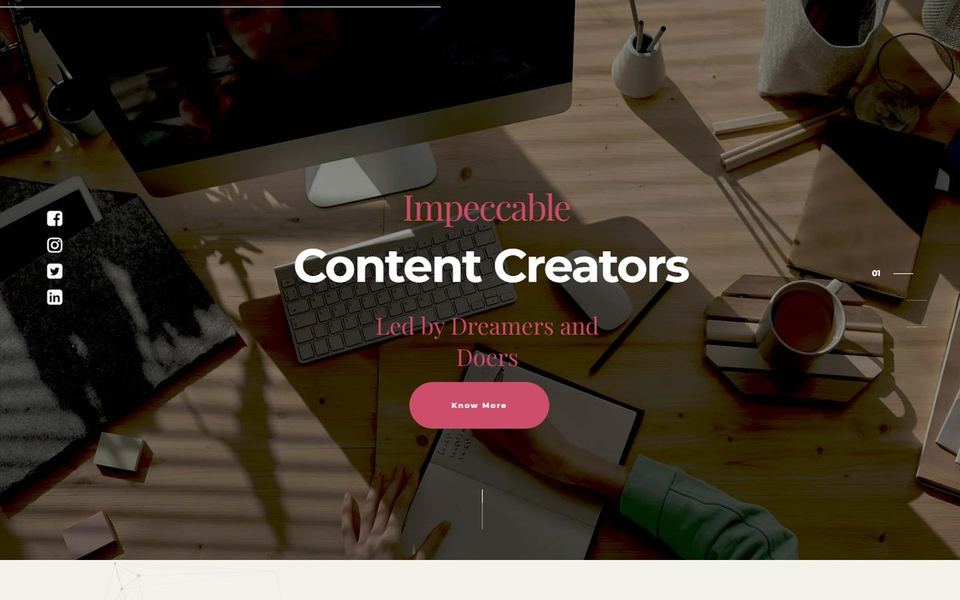 Impeccable
Content Creators
Led by Dreamers and
Doers
Know More
01